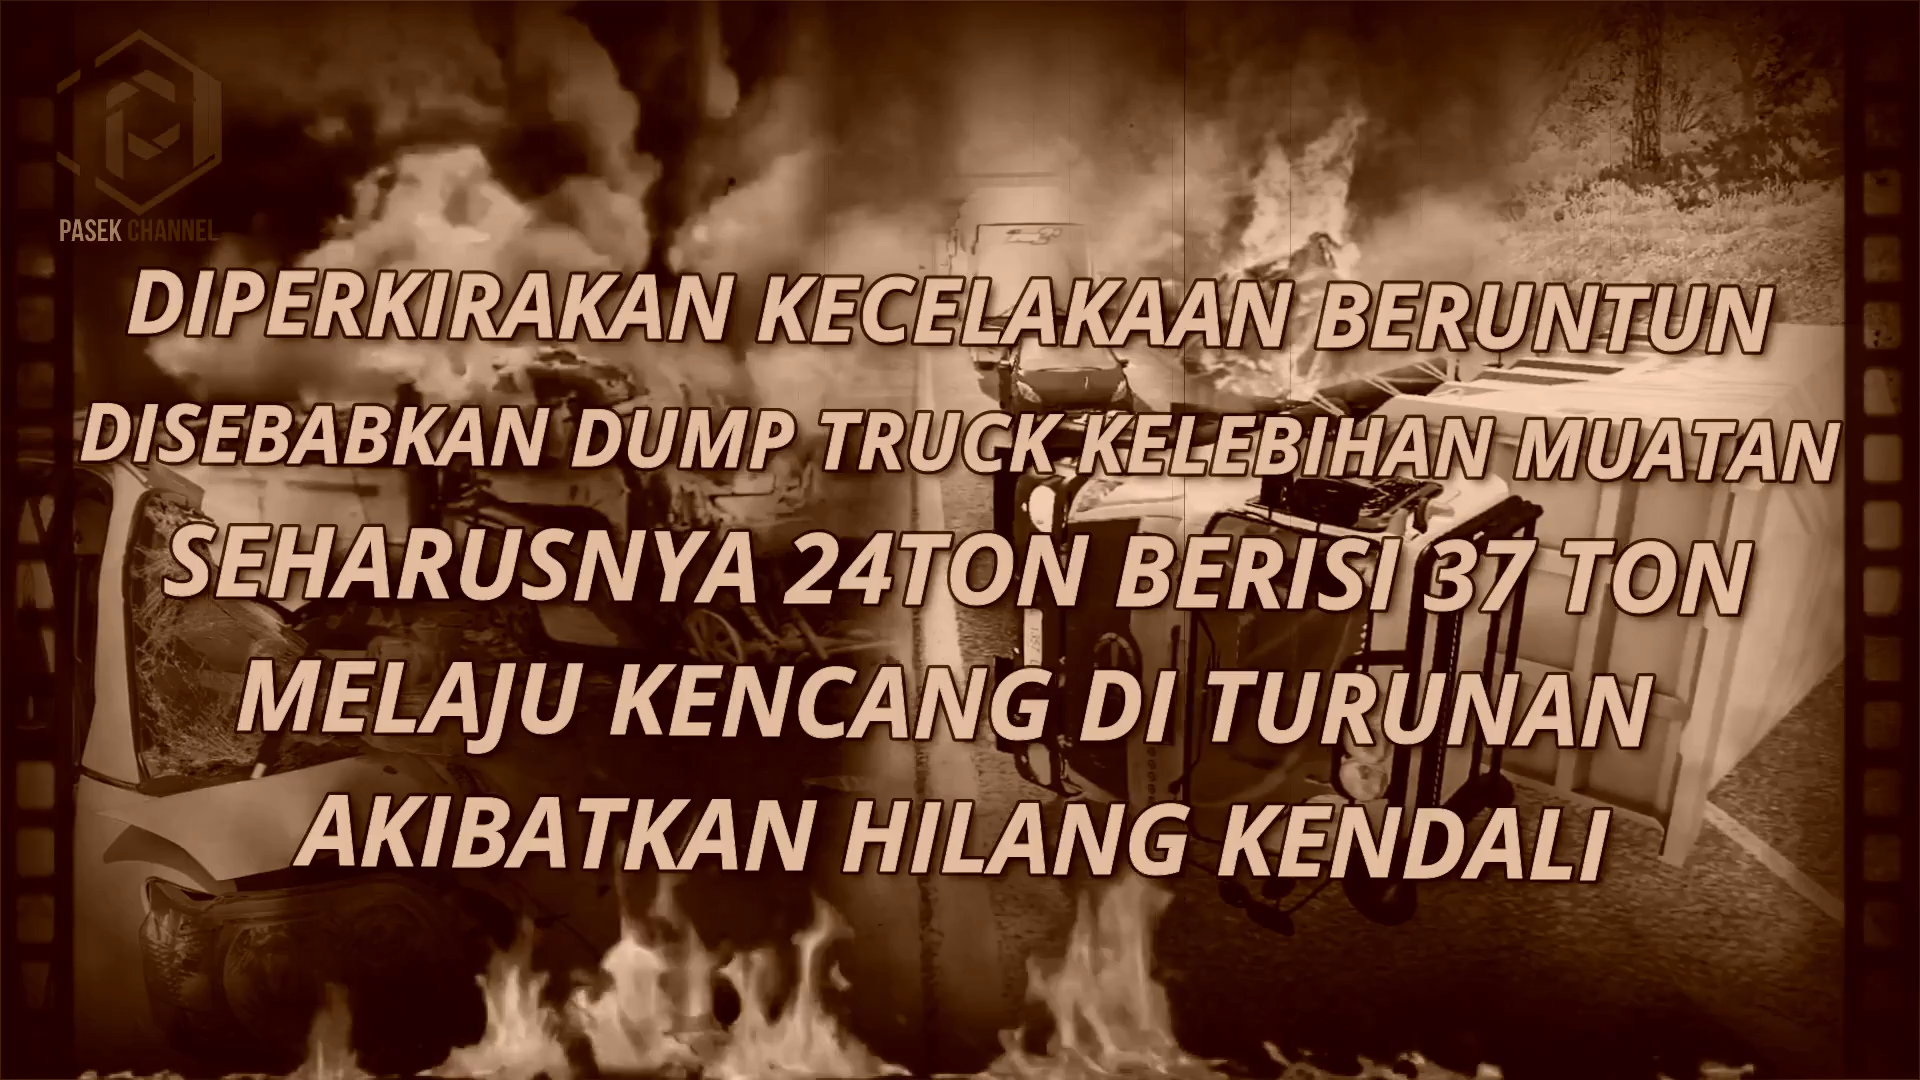 PASEK CHANNEL
DIPERKIRAKAN KECELAKAAN BERUNTUN
DISEBABKAN DUMP TRUCK KELEBIHAN MUATAN
SEHARUSNYA 24TON BERISI 37 TON
MELAJU KENCANG DI TURUNAN
AKIBATKAN HILANG KENDALI